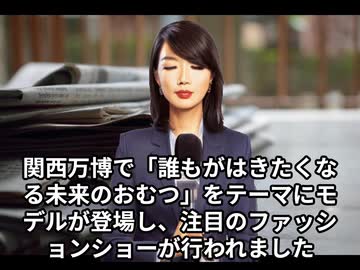 関西万博で「誰もがはきたくな
る未来のおむつ」をテーマにモ
デルが登場し、注目のファッシ
ョンショーが行われました